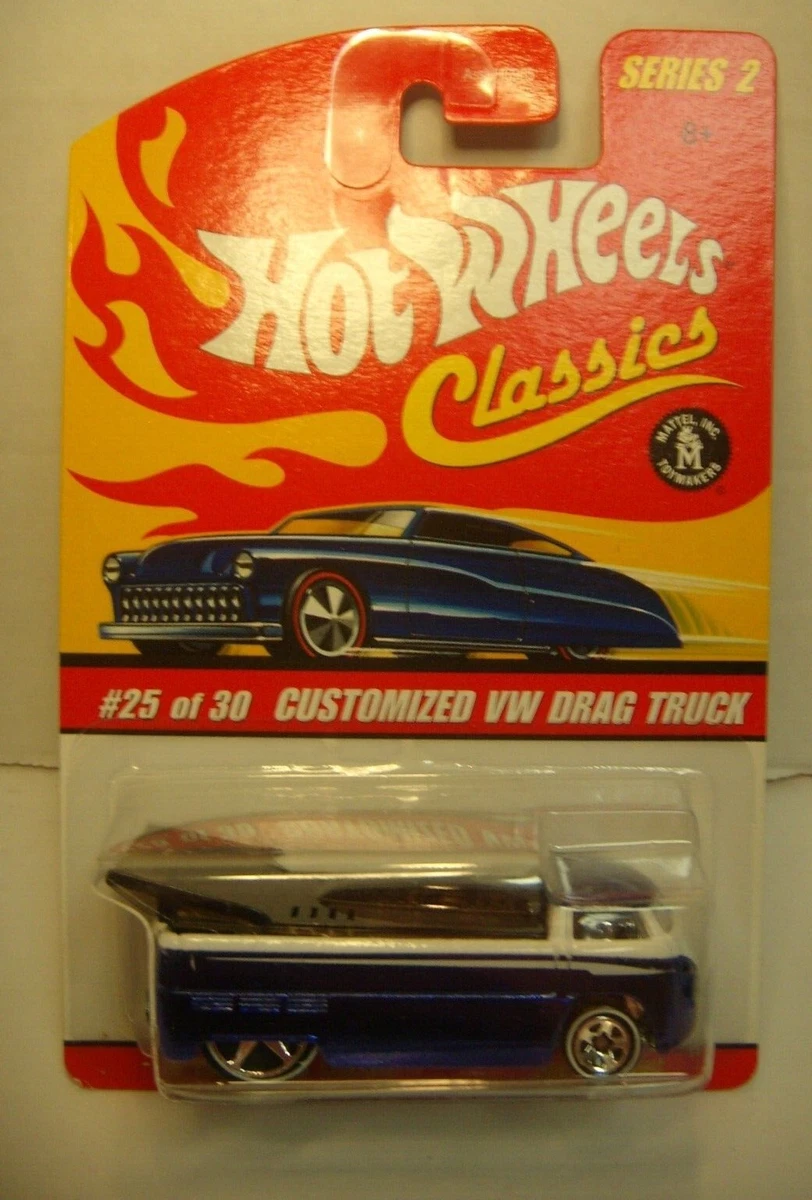 SERIES 2
8+
HOT WHEELS
Classics
MATTEL, INC.
M
TOYMAKERS
#25 of 30 CUSTOMIZED VW DRAG TRUCK